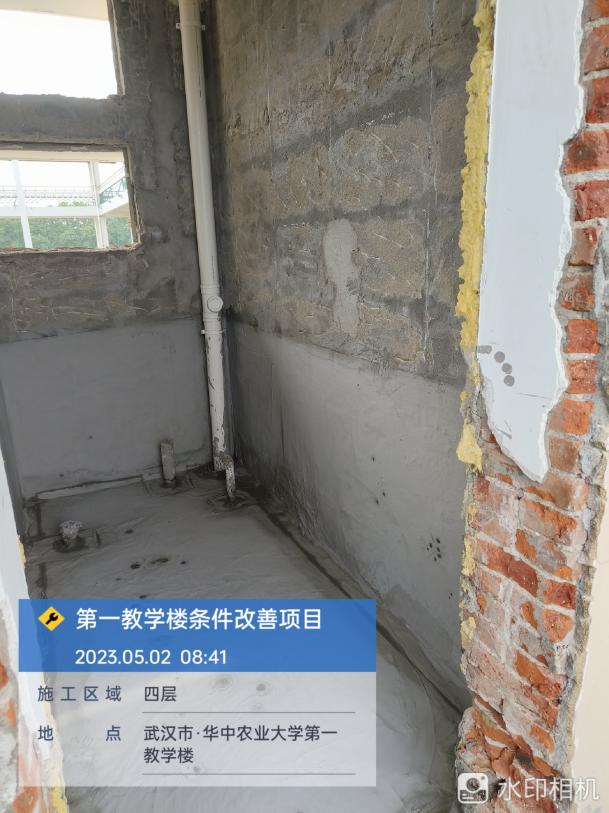 第一教学楼条件改善项目
2023.05.02 08:41
施工区域 四层
地点 武汉市·华中农业大学第一
教学楼
水印相机